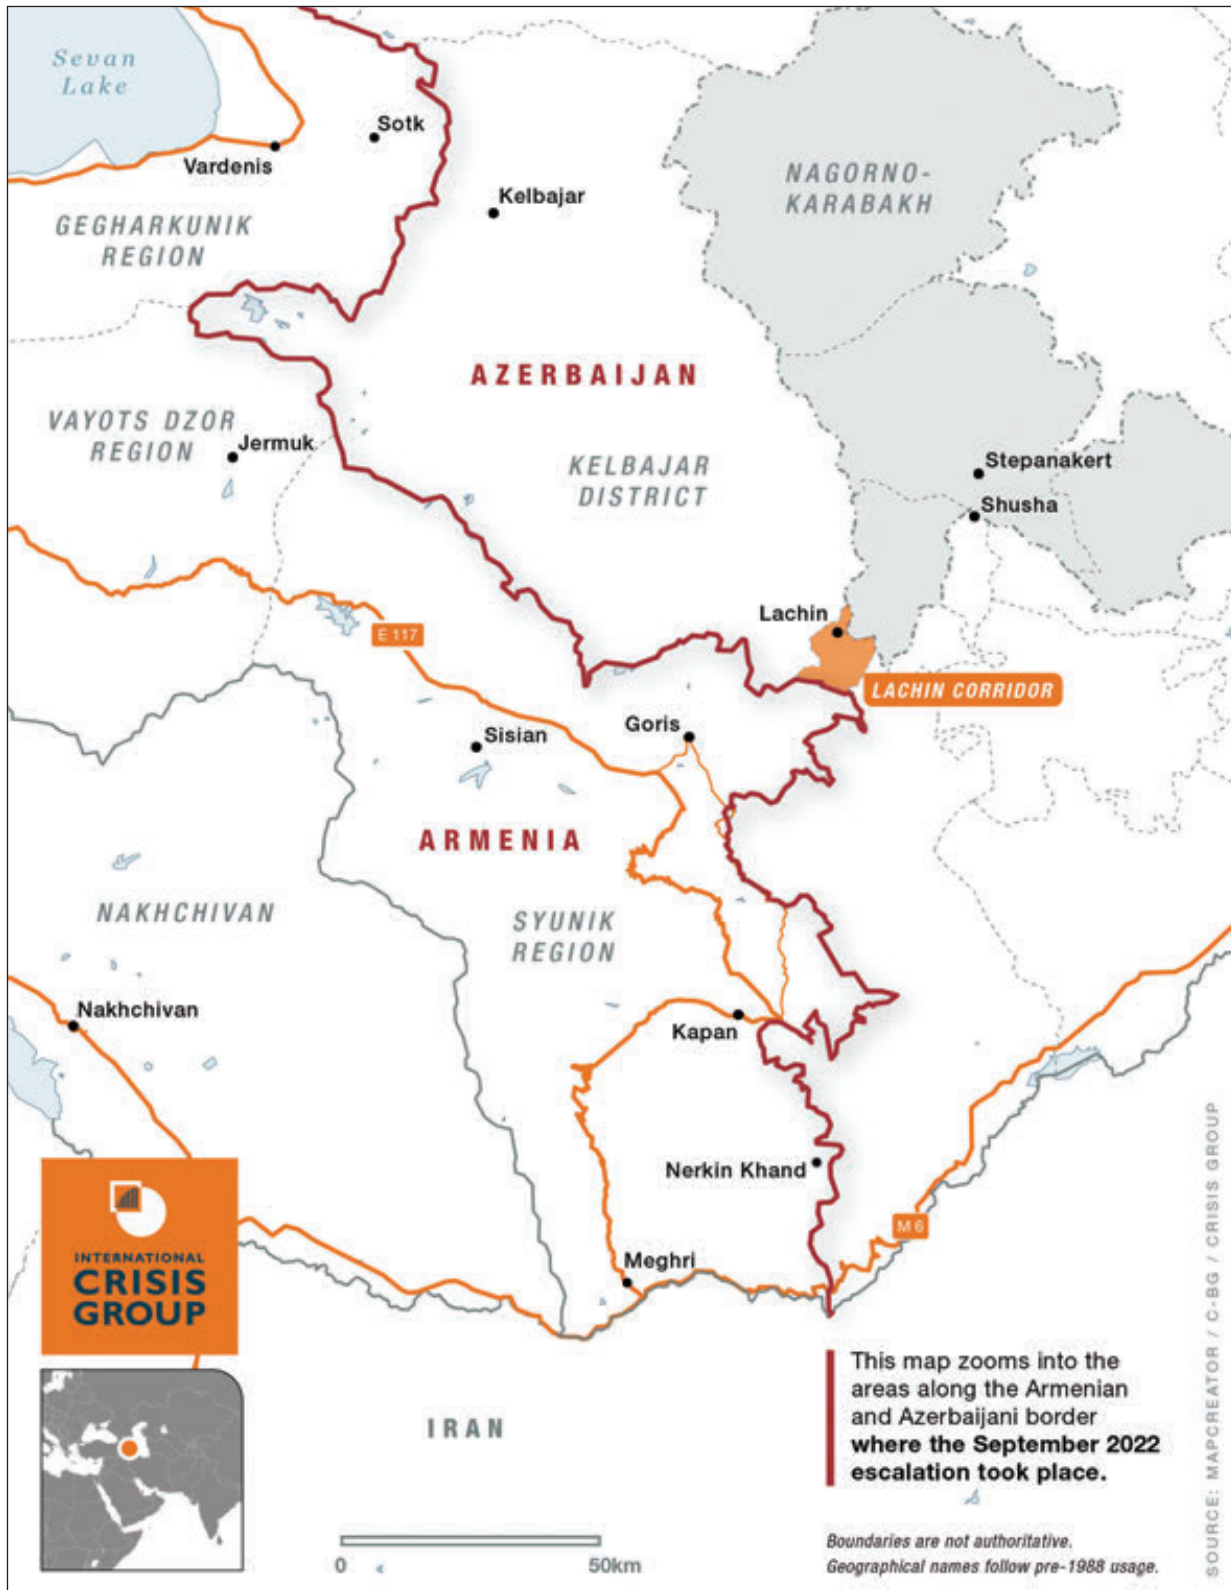 Sevan
Lake
Sotk
Vardenis
Kelbajar
NAGORNO-
KARABAKH
GEGHARKUNIK
REGION
AZERBAIJAN
VAYOTS DZOR
REGION
Jermuk
KELBAJAR
DISTRICT
Stepanakert
Shusha
Lachin
E 117
LACHIN CORRIDOR
Goris
Sisian
ARMENIA
NAKHCHIVAN
SYUNIK
REGION
Nakhchivan
Kapan
Nerkin Khand
M 6
Meghri
INTERNATIONAL
CRISIS
GROUP
IRAN
This map zooms into the
areas along the Armenian
and Azerbaijani border
where the September 2022
escalation took place.
0 50km
Boundaries are not authoritative.
Geographical names follow pre-1988 usage.
SOURCE: MAPCREATOR / C-BG / CRISIS GROUP